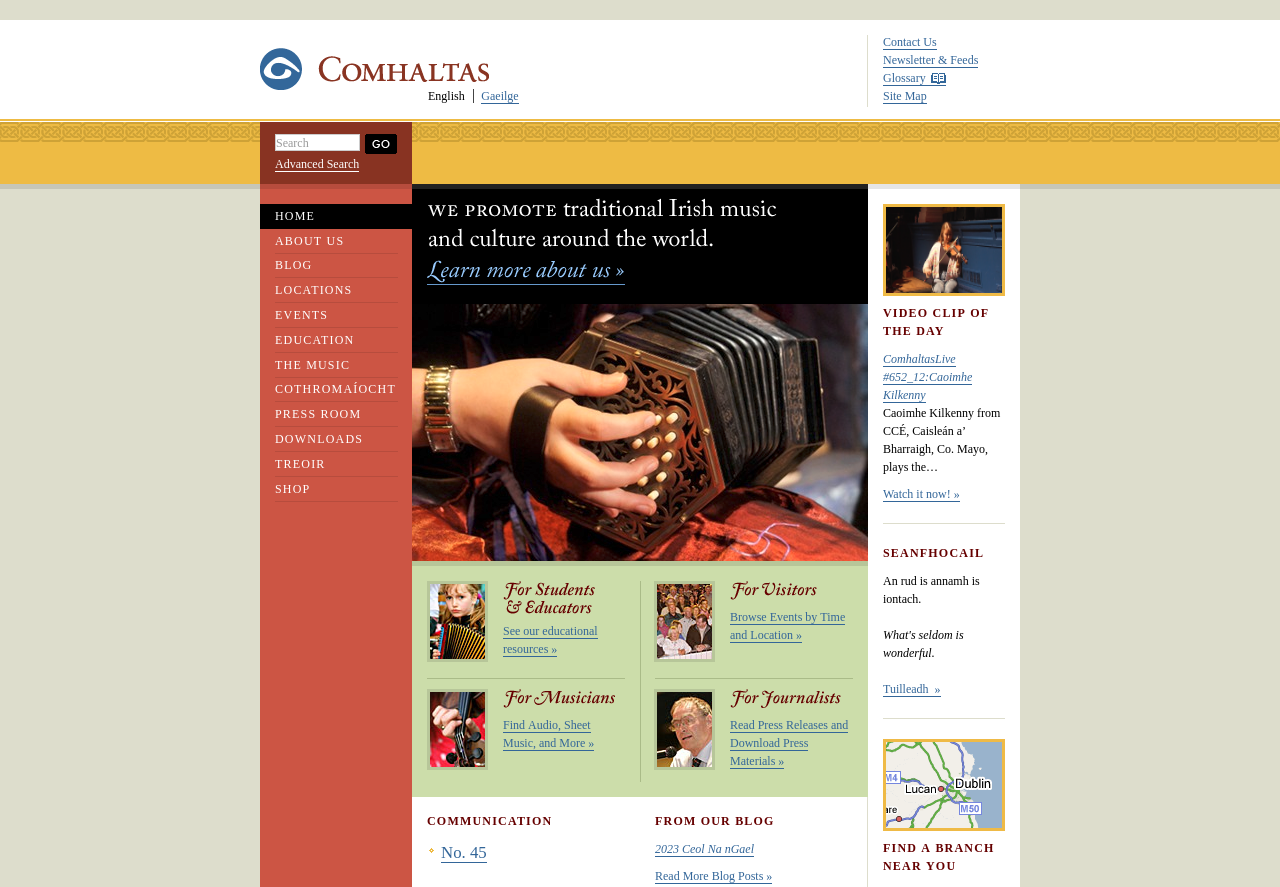 COMHALTAS
English
Gaeilge
Contact Us
Newsletter & Feeds
Glossary
Site Map
Search
GO
Advanced Search
HOME
ABOUT US
BLOG
LOCATIONS
EVENTS
EDUCATION
THE MUSIC
COTHROMAÍOCHT
PRESS ROOM
DOWNLOADS
TREOIR
SHOP
WE PROMOTE traditional Irish music
and culture around the world.
Learn more about us »
For Students
& Educators
See our educational
resources »
For Visitors
Browse Events by Time
and Location »
For Musicians
Find Audio, Sheet
Music, and More »
For Journalists
Read Press Releases and
Download Press
Materials »
COMMUNICATION
No. 45
FROM OUR BLOG
2023 Ceol Na nGael
Read More Blog Posts »
VIDEO CLIP OF
THE DAY
ComhaltasLive
#652_12:Caoimhe
Kilkenny
Caoimhe Kilkenny from
CCÉ, Caisleán a’
Bharraigh, Co. Mayo,
plays the…
Watch it now! »
SEANFHOCAIL
An rud is annamh is
iontach.
What's seldom is
wonderful.
Tuilleadh »
M4
Lucan
Dublin
M50
are
FIND A BRANCH
NEAR YOU